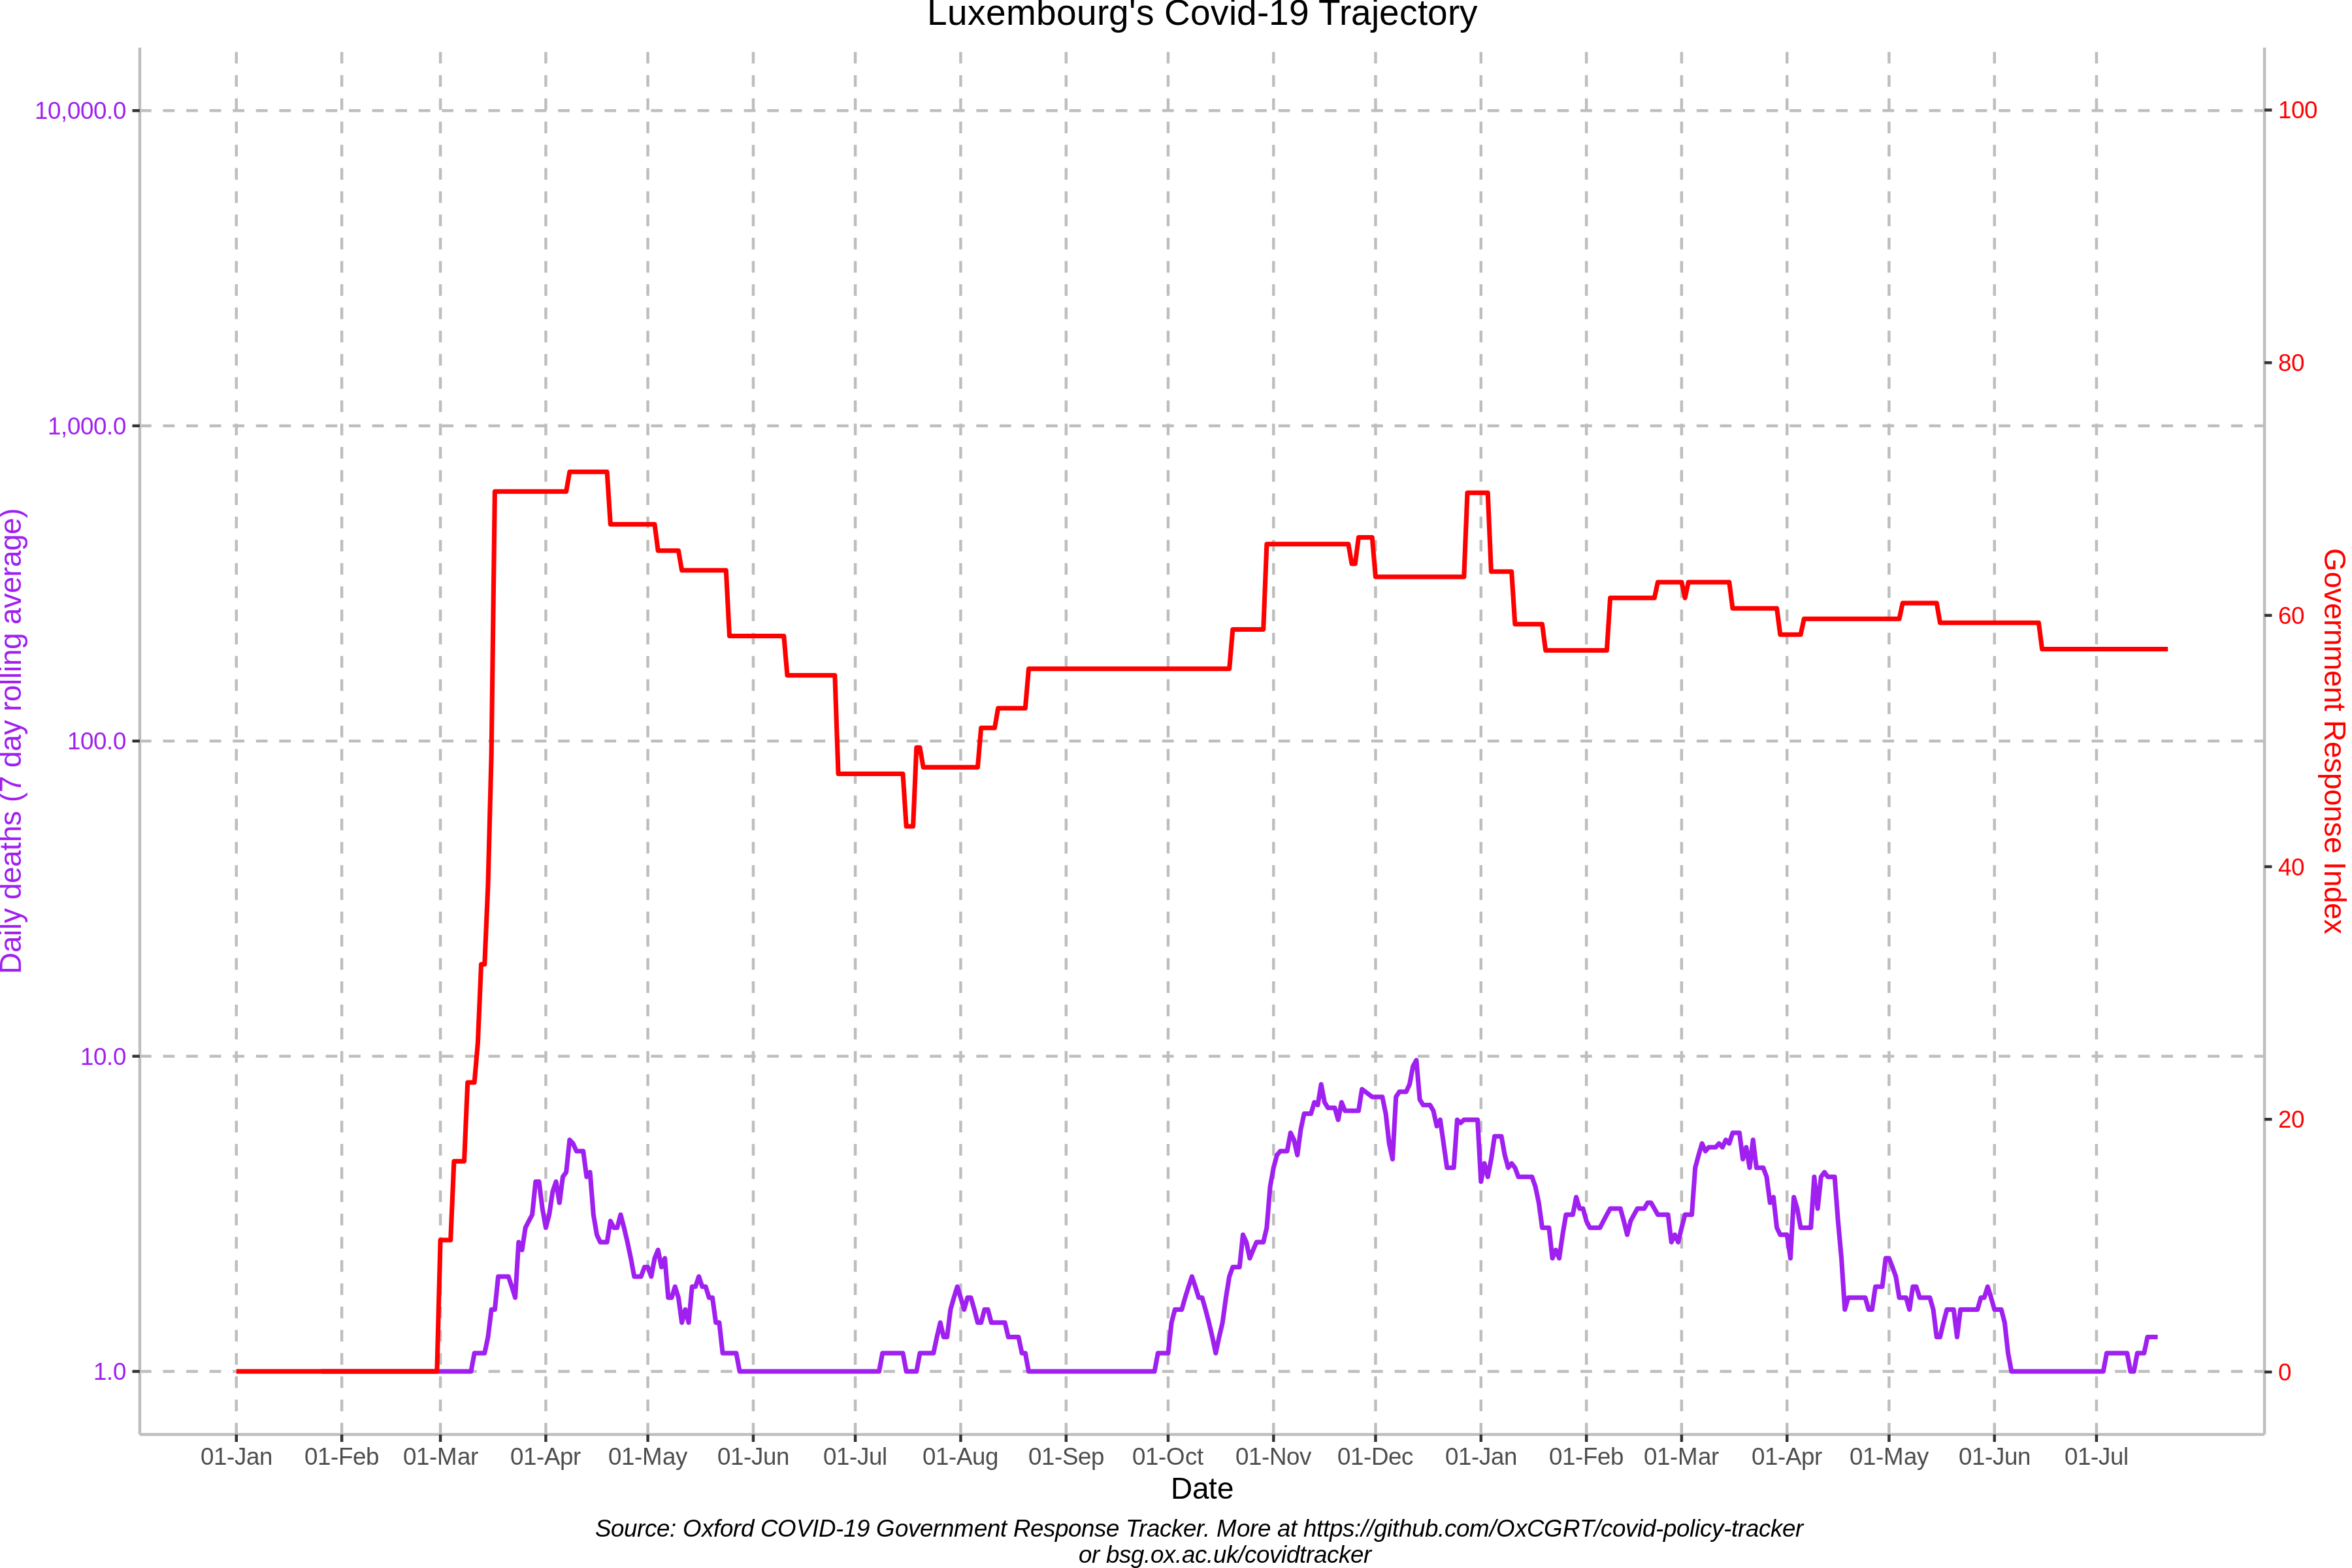 Luxembourg's Covid-19 Trajectory
10,000.0
1,000.0
100.0
10.0
1.0
Daily deaths (7 day rolling average)
100
80
60
40
20
0
Government Response Index
01-Jan 01-Feb 01-Mar 01-Apr 01-May 01-Jun 01-Jul 01-Aug 01-Sep 01-Oct 01-Nov 01-Dec 01-Jan 01-Feb 01-Mar 01-Apr 01-May 01-Jun 01-Jul
Date
Source: Oxford COVID-19 Government Response Tracker. More at https://github.com/OxCGRT/covid-policy-tracker
or bsg.ox.ac.uk/covidtracker